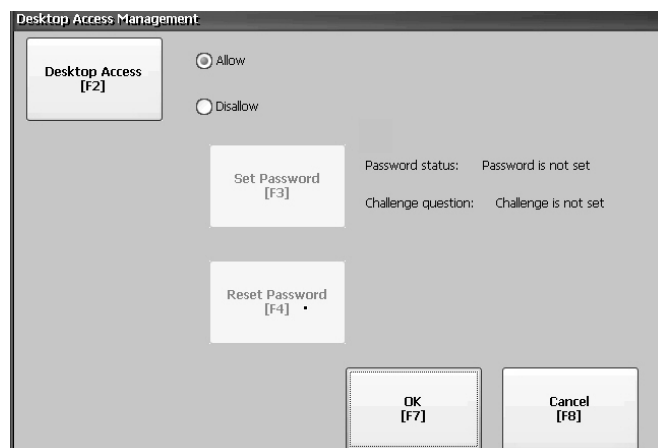 Desktop Access Management
Desktop Access
[F2]
Allow
Disallow
Set Password
[F3]
Password status: Password is not set
Challenge question: Challenge is not set
Reset Password
[F4]
OK
[F7]
Cancel
[F8]